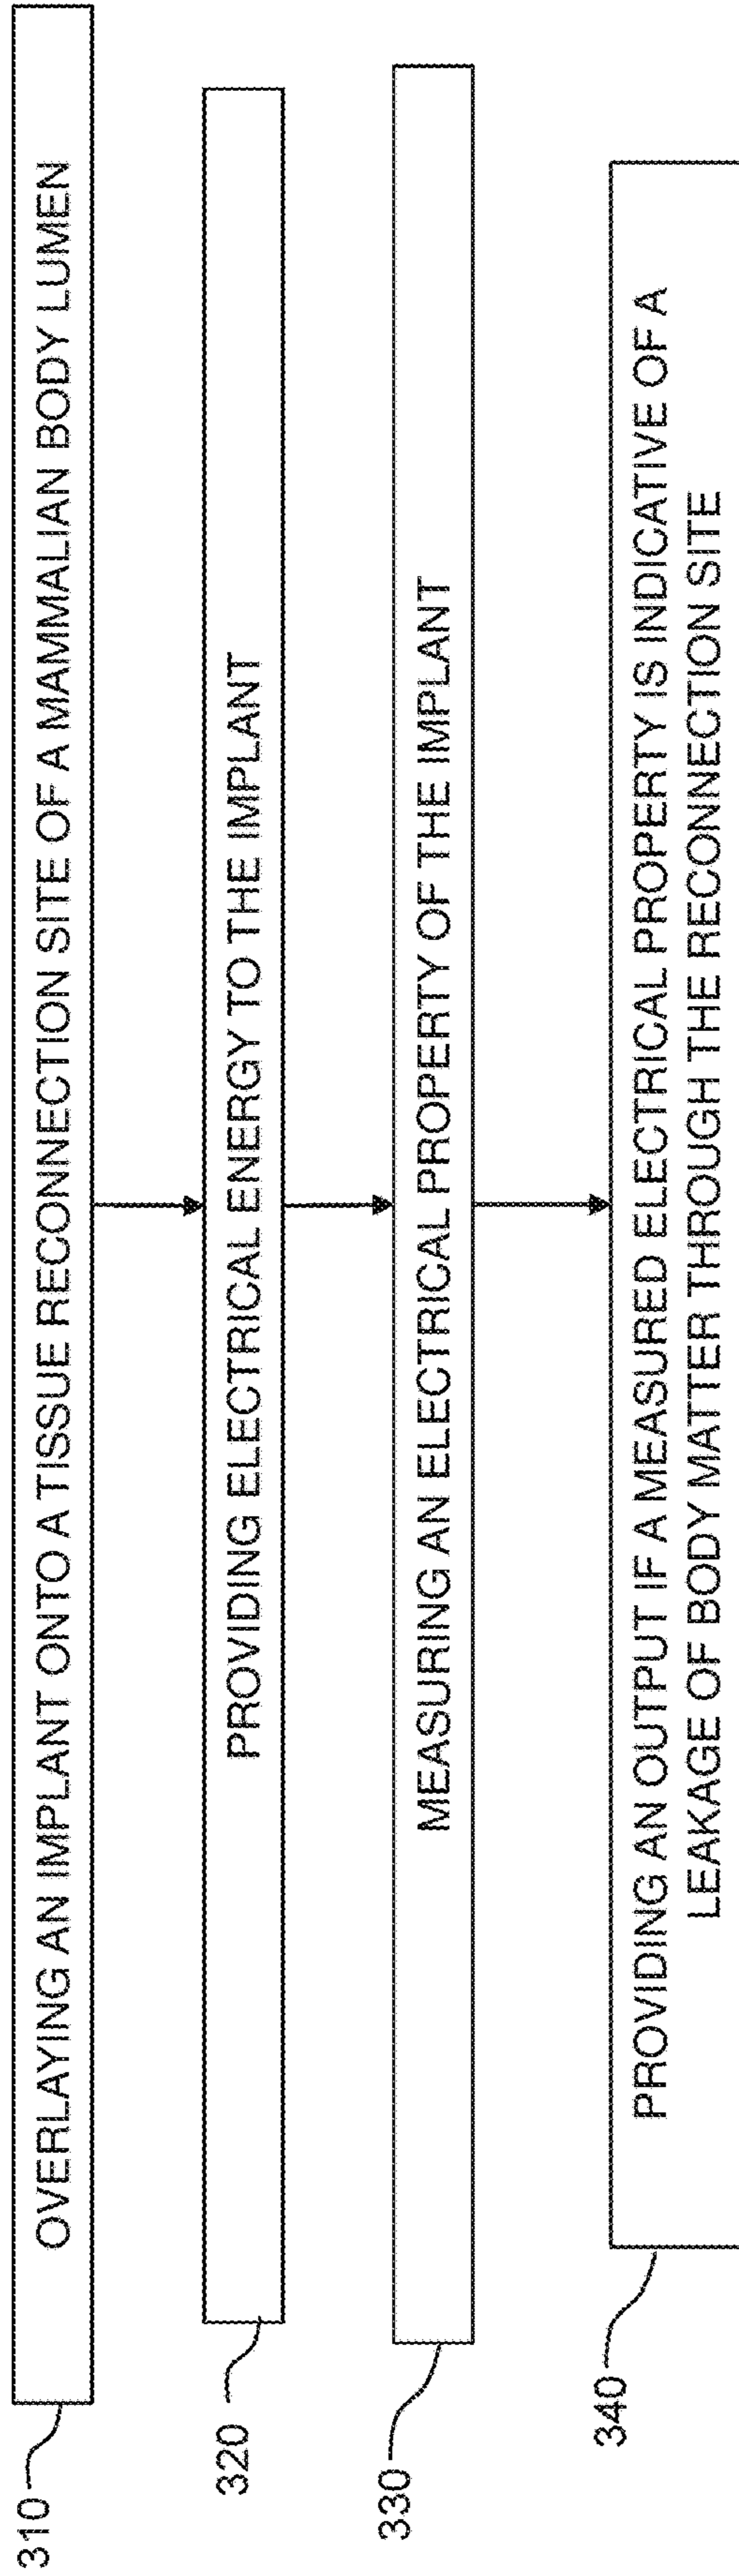 310
OVERLAYING AN IMPLANT ONTO A TISSUE RECONNECTION SITE OF A MAMMALIAN BODY LUMEN
320
PROVIDING ELECTRICAL ENERGY TO THE IMPLANT
330
MEASURING AN ELECTRICAL PROPERTY OF THE IMPLANT
340
PROVIDING AN OUTPUT IF A MEASURED ELECTRICAL PROPERTY IS INDICATIVE OF A
LEAKAGE OF BODY MATTER THROUGH THE RECONNECTION SITE